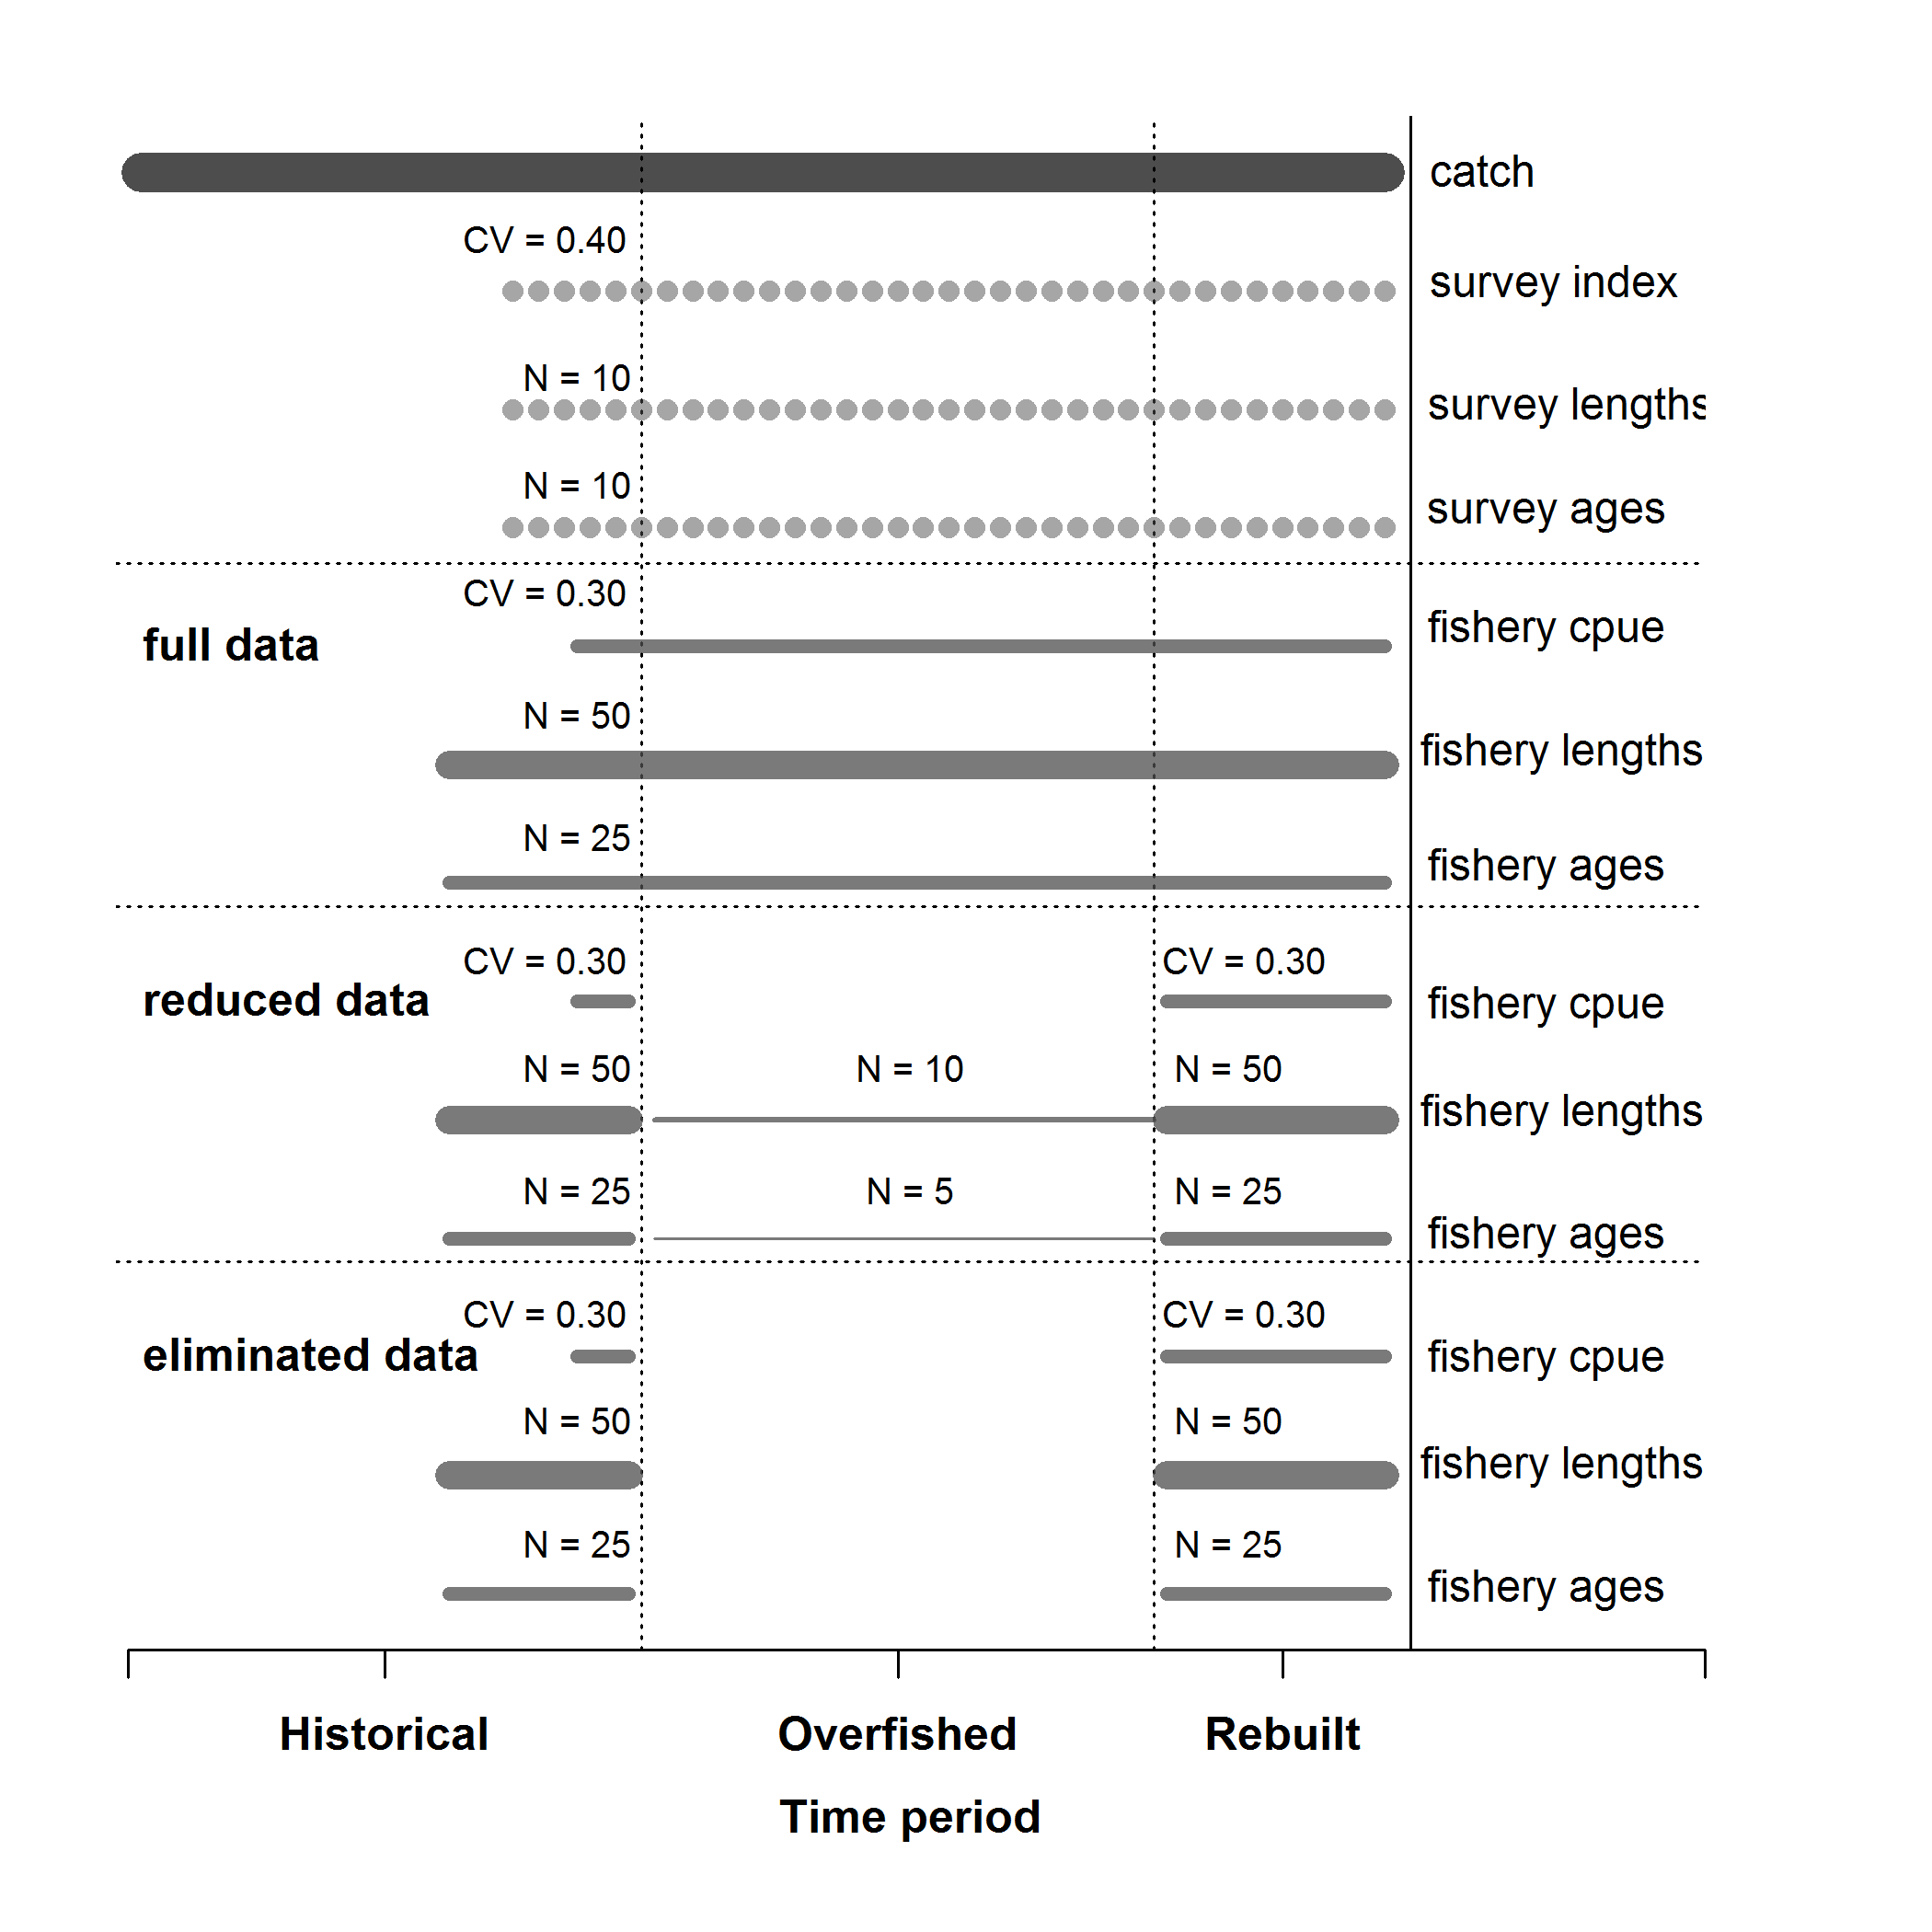 catch
CV = 0.40
survey index
N = 10
survey lengths
N = 10
survey ages
CV = 0.30
fishery cpue
full data
N = 50
fishery lengths
N = 25
fishery ages
CV = 0.30 CV = 0.30
reduced data
fishery cpue
N = 50 N = 10 N = 50
fishery lengths
N = 25 N = 5 N = 25
fishery ages
CV = 0.30 CV = 0.30
eliminated data
fishery cpue
N = 50 N = 50
fishery lengths
N = 25 N = 25
fishery ages
Historical Overfished Rebuilt
Time period